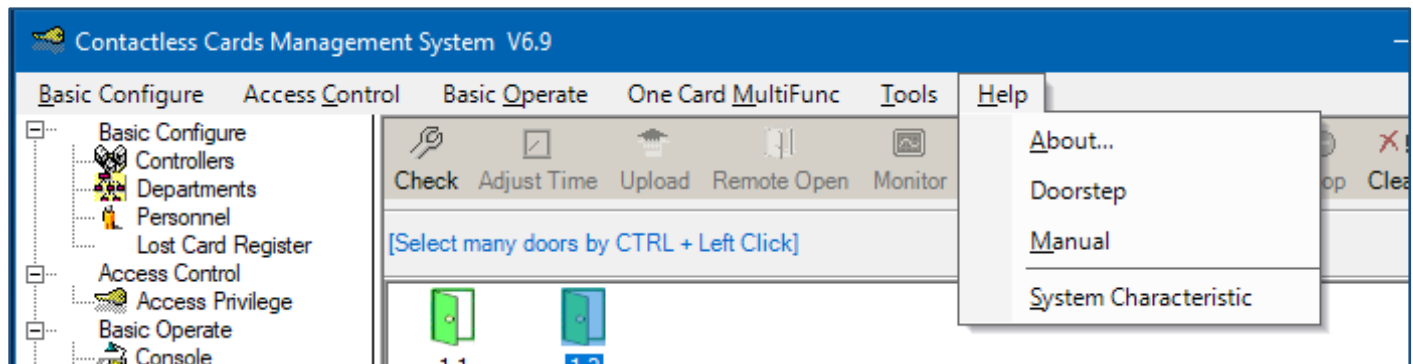 Contactless Cards Management System V6.9
Basic Configure Access Control Basic Operate One Card MultiFunc Tools Help
Basic Configure
Controllers
Departments
Personnel
Lost Card Register
Access Control
Access Privilege
Basic Operate
Console
Check Adjust Time Upload Remote Open Monitor
[Select many doors by CTRL + Left Click]
About...
Doorstep
Manual
System Characteristic